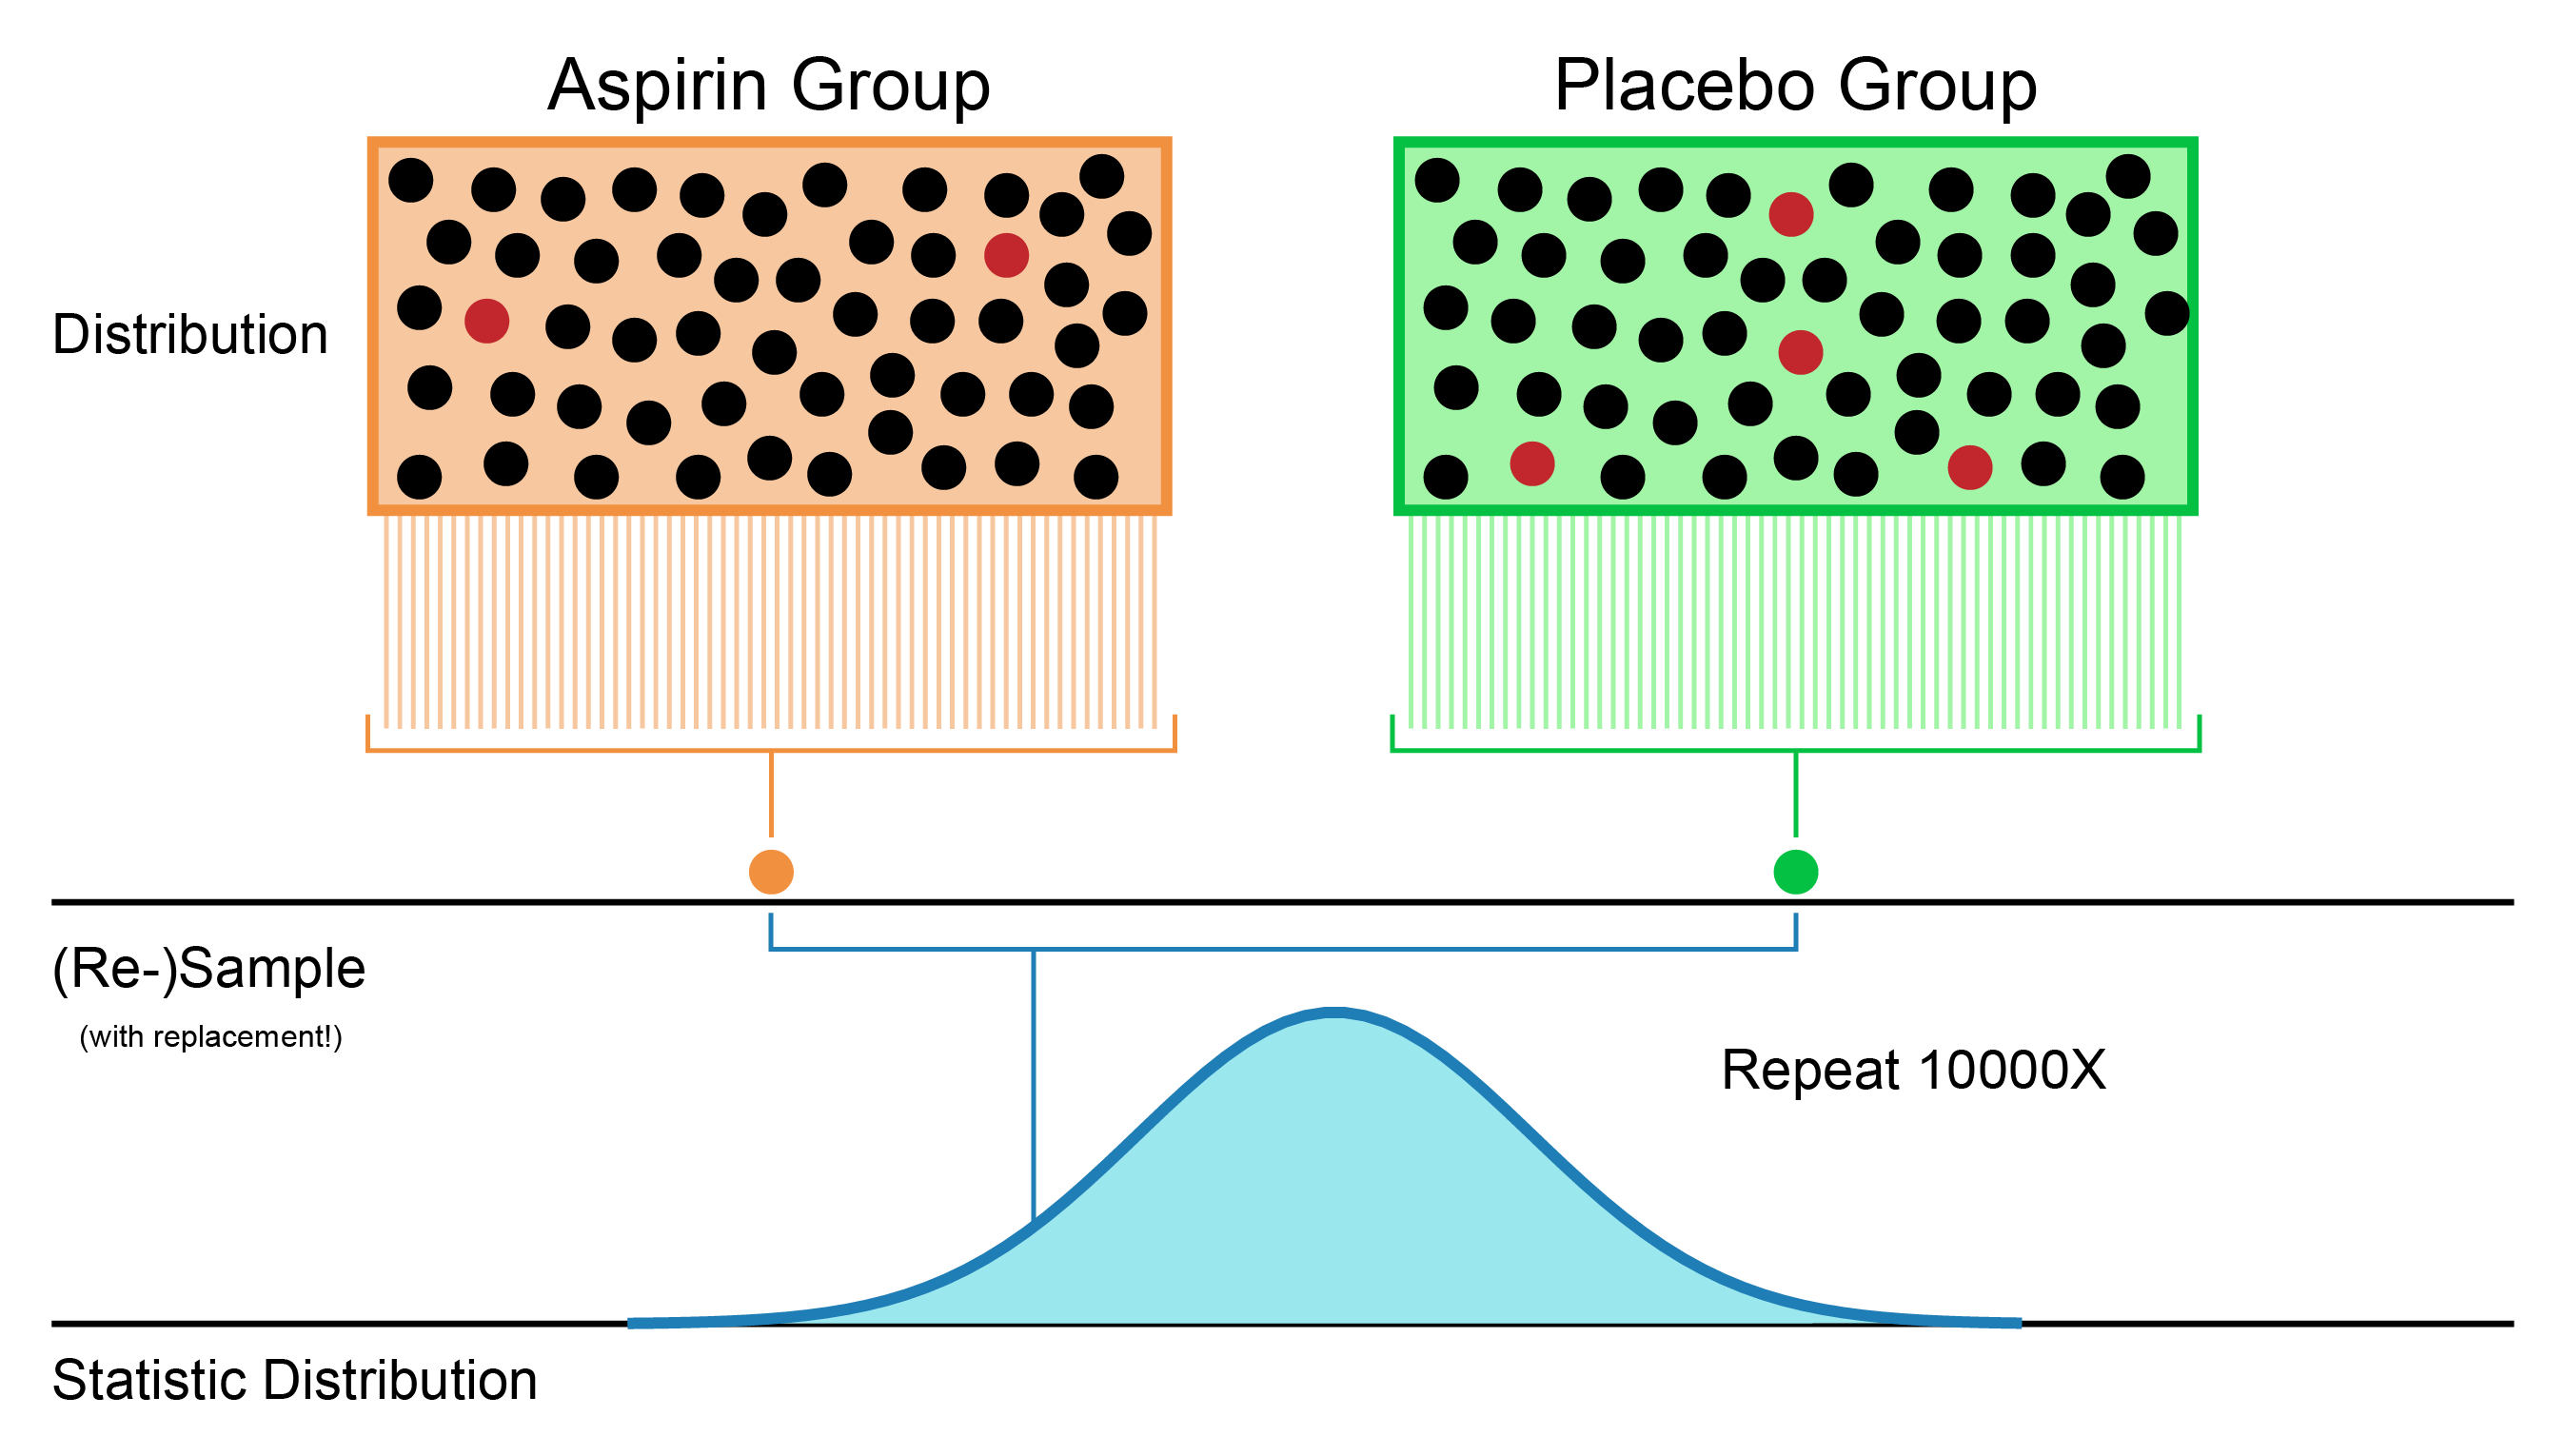 Aspirin Group
Placebo Group
Distribution
(Re-)Sample
(with replacement!)
Repeat 10000X
Statistic Distribution